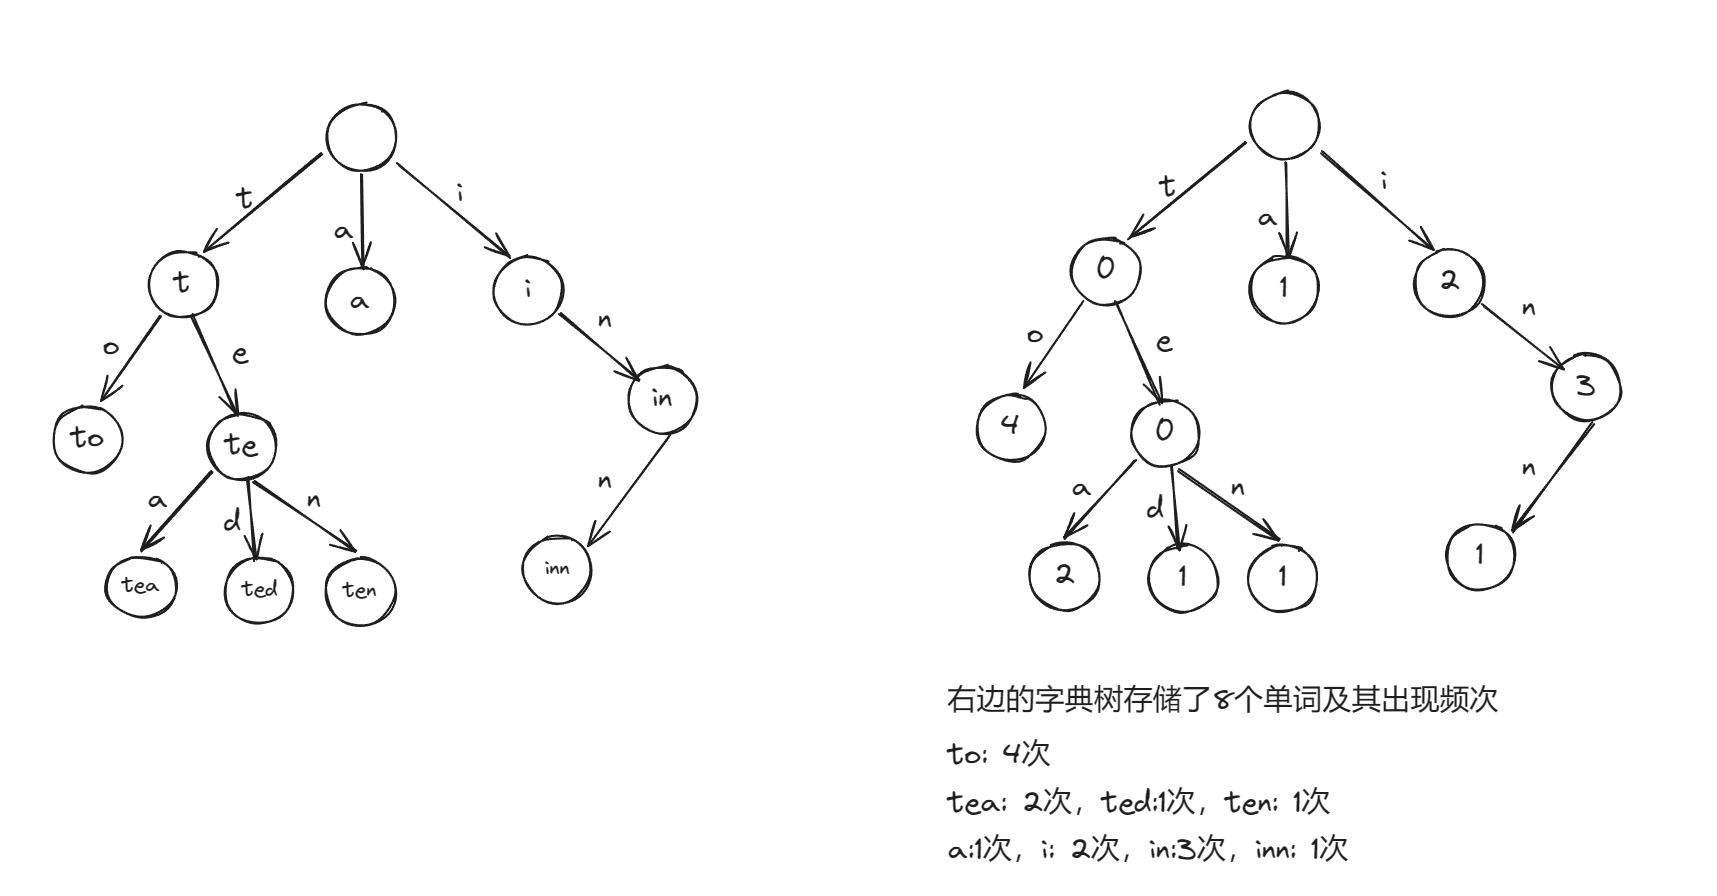 t
a
i
t
a
i
o
e
n
to
te
in
a
d
n
n
tea
ted
ten
inn
t
a
i
0
1
2
o
e
n
4
0
3
a
d
n
n
2
1
1
1
右边的字典树存储了8个单词及其出现频次
to: 4次
tea: 2次, ted:1次, ten: 1次
a:1次, i: 2次, in:3次, inn: 1次